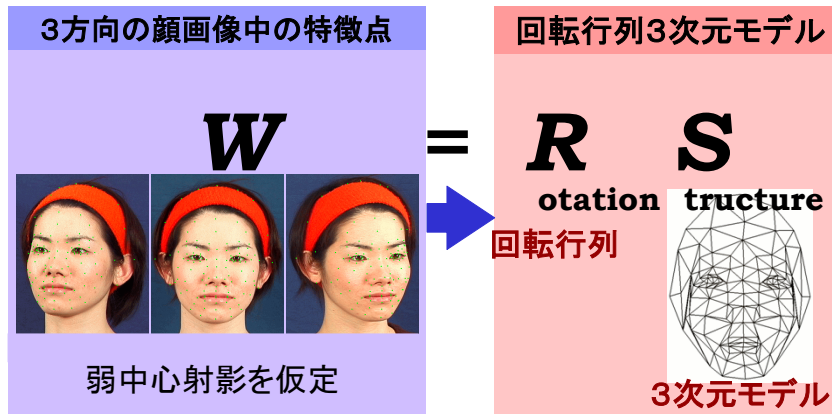 ３方向の顔画像中の特徴点
回転行列３次元モデル
W = R S
otation tructure
回転行列
弱中心射影を仮定
３次元モデル